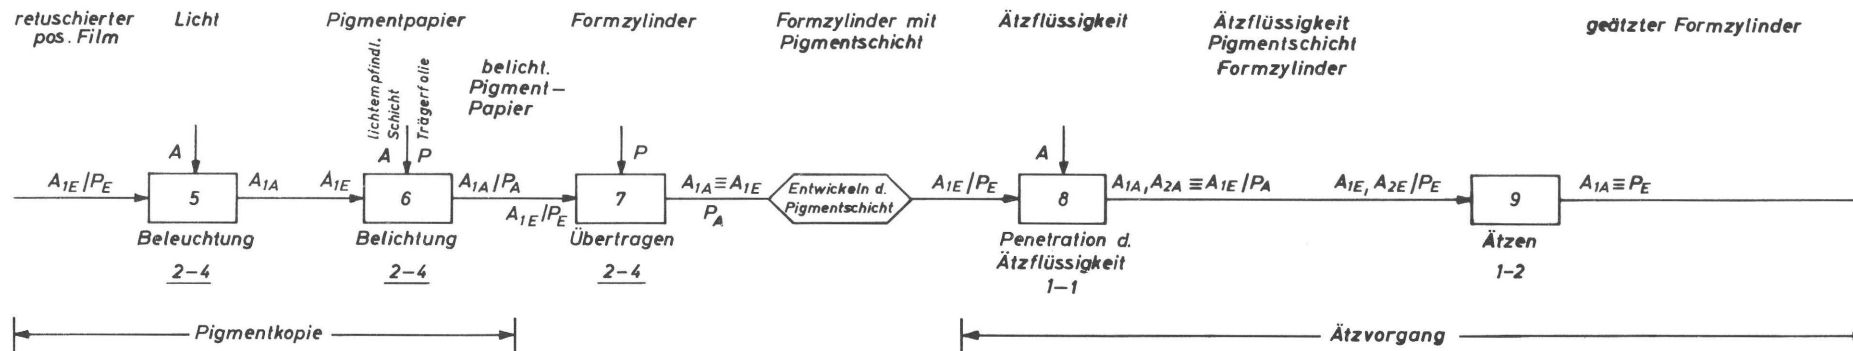 retuschierter
pos. Film
Licht
Pigmentpapier
Formzylinder
Formzylinder mit
Pigmentschicht
Ätzflüssigkeit
Ätzflüssigkeit
Pigmentschicht
Formzylinder
geätzter Formzylinder
lichtempfindl.
Schicht
Trägerfolie
belicht.
Pigment-
Papier
A
A P
P
A
A1E/PE
5
A1A
A1E
6
A1A/PA
A1E/PE
7
A1A≡A1E
PA
Entwickeln d.
Pigmentschicht
A1E/PE
8
A1A, A2A≡A1E/PA
A1E, A2E/PE
9
A1A≡PE
Beleuchtung
2-4
Belichtung
2-4
Übertragen
2-4
Penetration d.
Ätzflüssigkeit
1-1
Ätzen
1-2
Pigmentkopie
Ätzvorgang